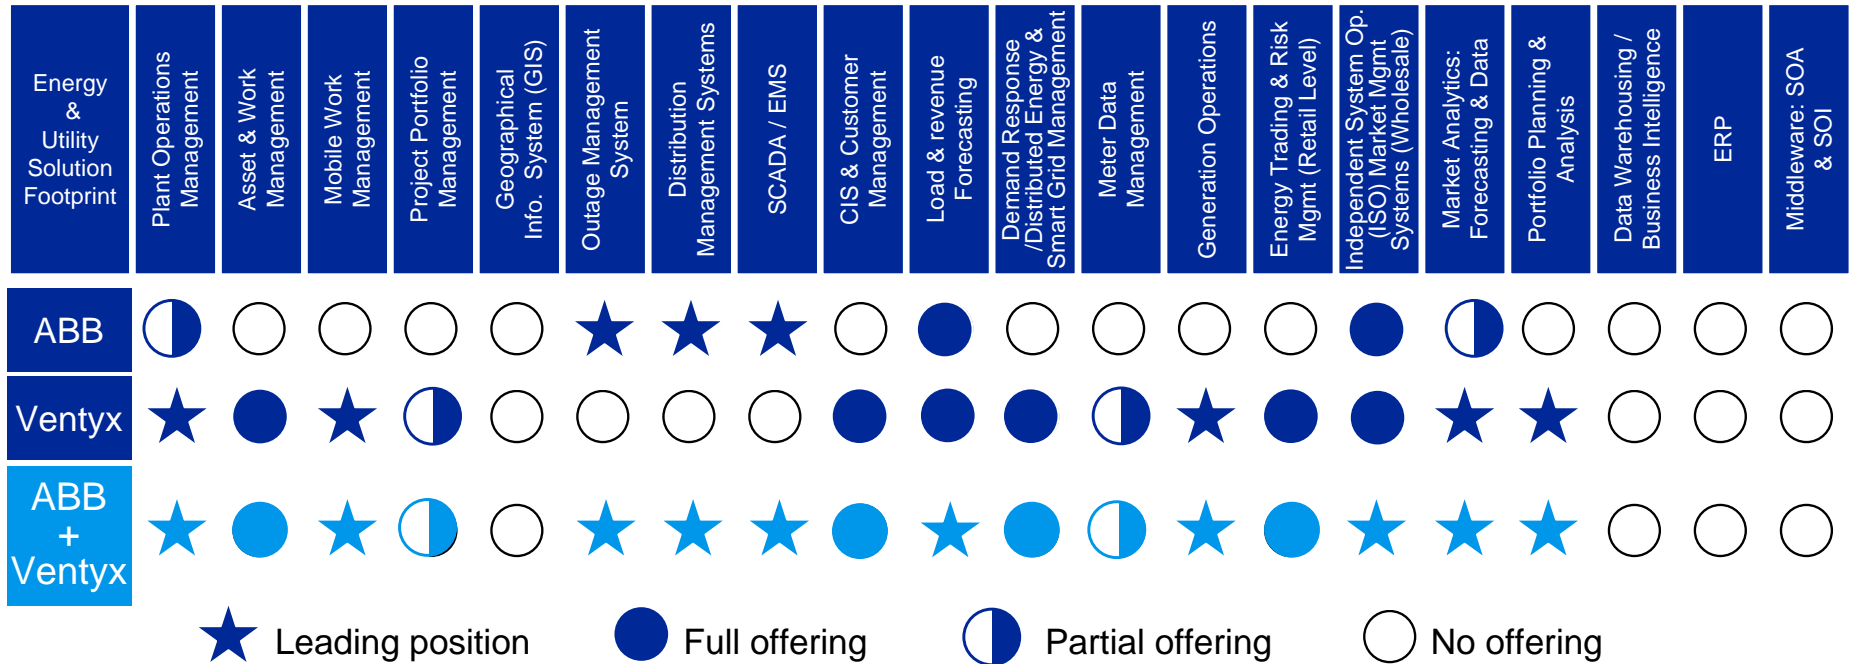 Energy
&
Utility
Solution
Footprint
Plant Operations
Management
Asset & Work
Management
Mobile Work
Management
Project Portfolio
Management
Geographical
Info. System (GIS)
Outage Management
System
Distribution
Management Systems
SCADA / EMS
CIS & Customer
Management
Load & revenue
Forecasting
Demand Response
/Distributed Energy &
Smart Grid Management
Meter Data
Management
Generation Operations
Energy Trading & Risk
Mgmt (Retail Level)
Independent System Op.
(ISO) Market Mgmt
Systems (Wholesale)
Market Analytics:
Forecasting & Data
Portfolio Planning &
Analysis
Data Warehousing /
Business Intelligence
ERP
Middleware: SOA
& SOI
ABB
Ventyx
ABB
+
Ventyx
Leading position
Full offering
Partial offering
No offering